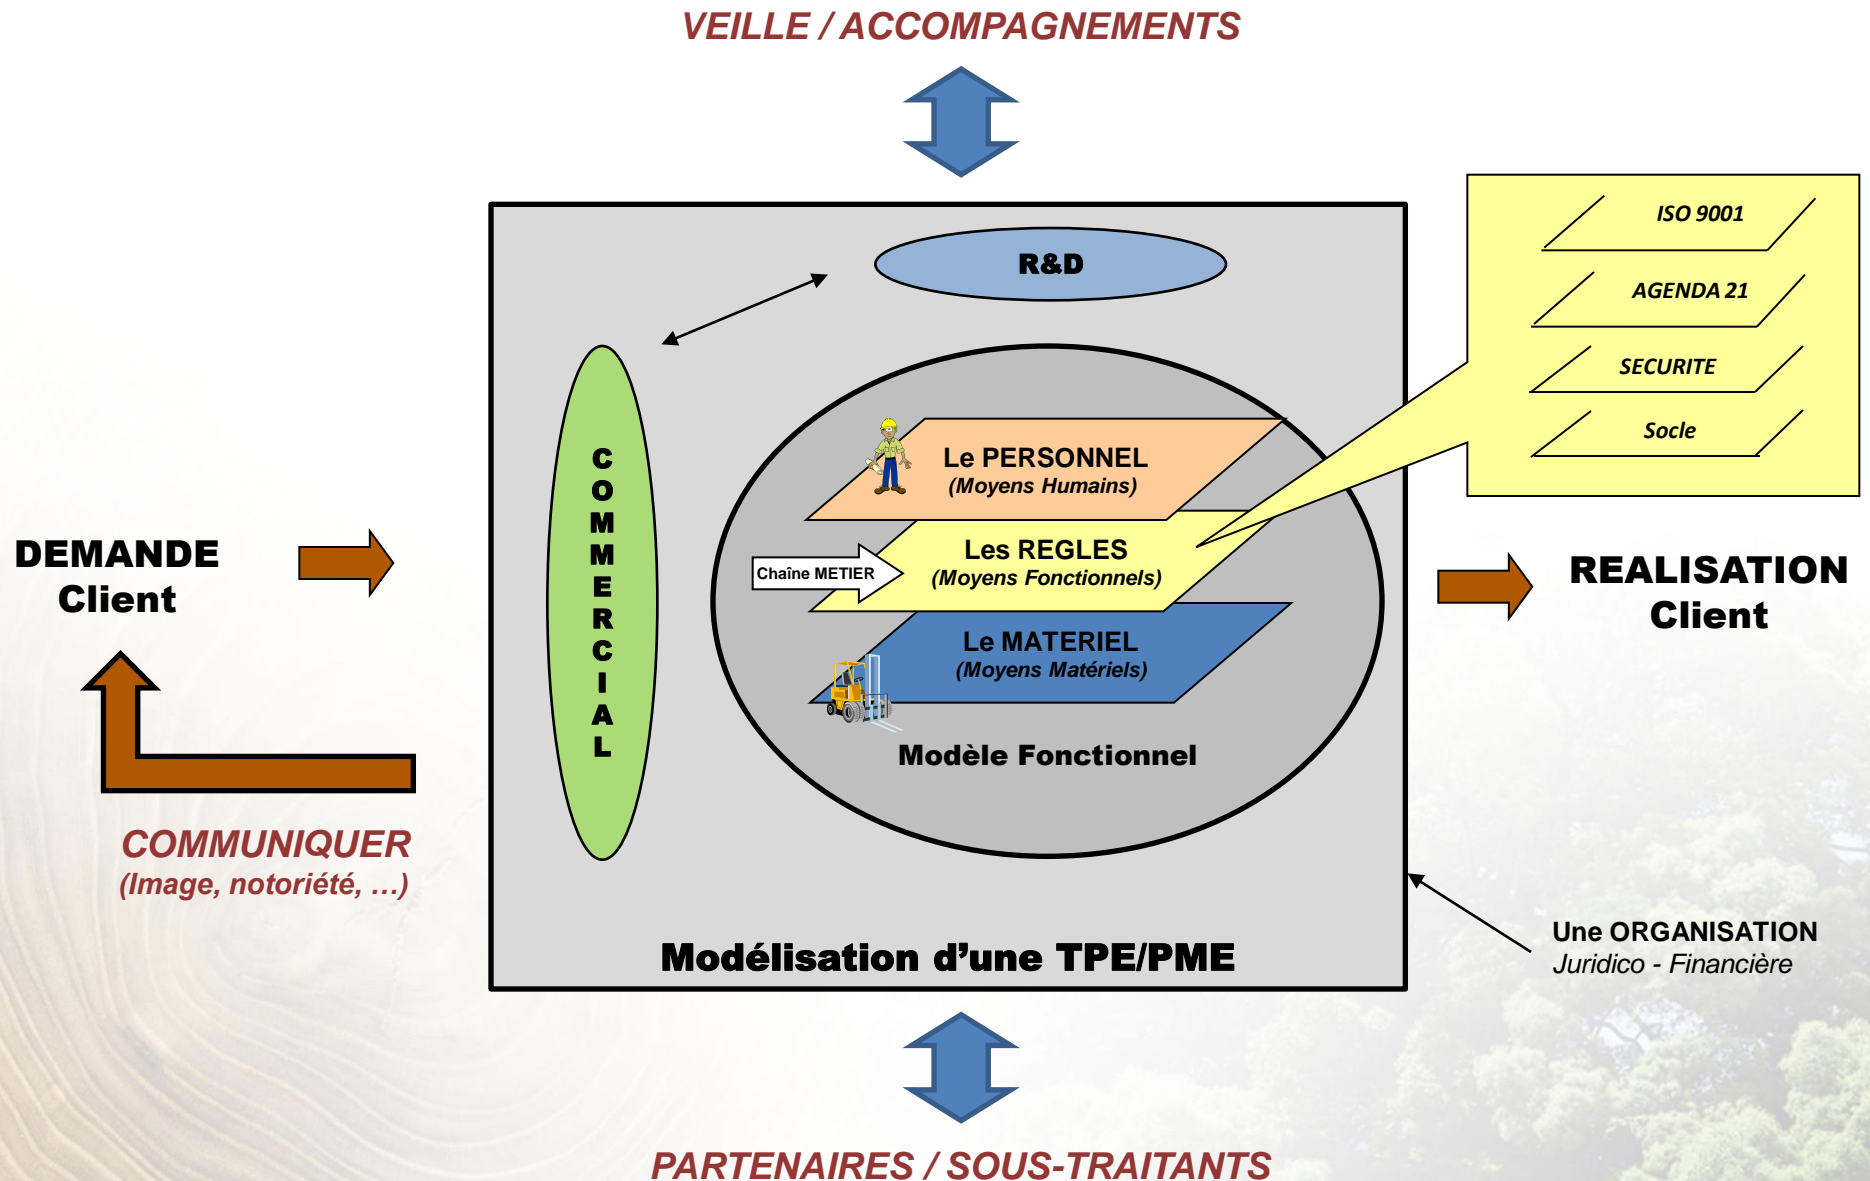 VEILLE / ACCOMPAGNEMENTS
R&D
ISO 9001
AGENDA 21
SECURITE
Socle
COMMERCIAL
Le PERSONNEL
(Moyens Humains)
Chaîne METIER
Les REGLES
(Moyens Fonctionnels)
Le MATERIEL
(Moyens Matériels)
Modèle Fonctionnel
DEMANDE
Client
REALISATION
Client
COMMUNIQUER
(Image, notoriété, …)
Modélisation d’une TPE/PME
Une ORGANISATION
Juridico - Financière
PARTENAIRES / SOUS-TRAITANTS